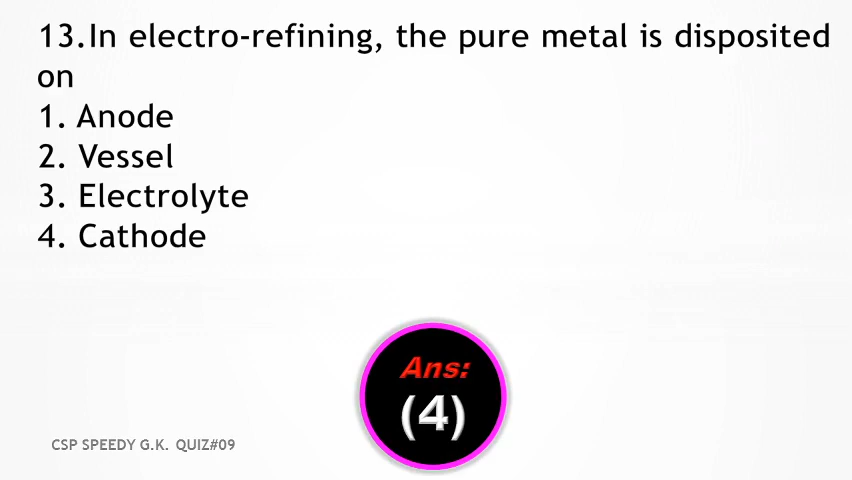 13.In electro-refining, the pure metal is disposited
on
1. Anode
2. Vessel
3. Electrolyte
4. Cathode
Ans:
(4)
CSP SPEEDY G.K. QUIZ#09